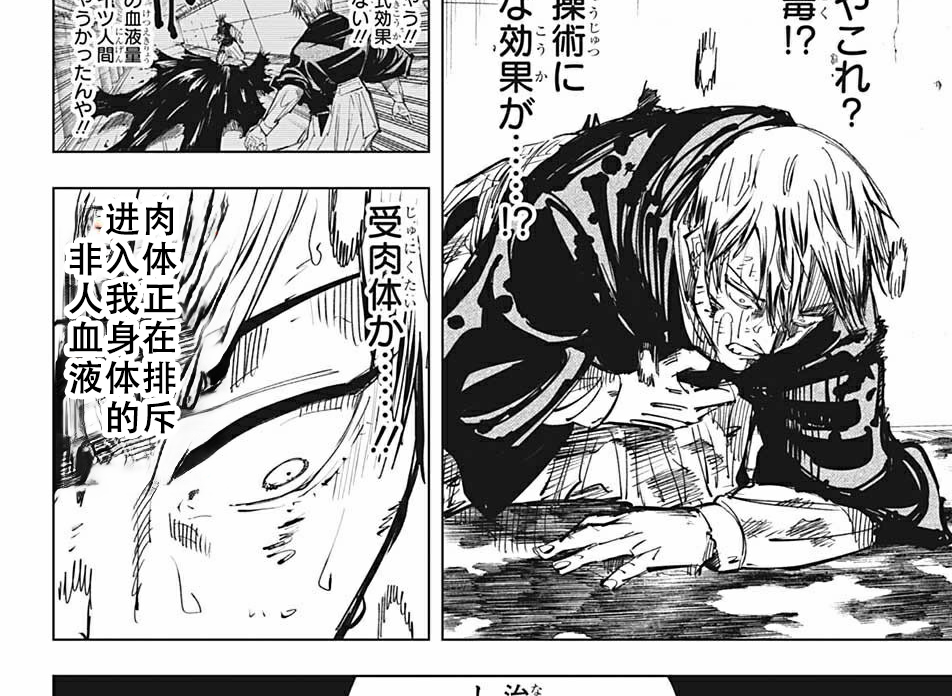 やこれ？
毒！？
操術に
な効果が……！？
やう！！
式効果
ない！！
の血液量
人間
やうかったんや！！
受肉体か……！！
肉体正在排斥
进入我身体的
非人血液
治
し